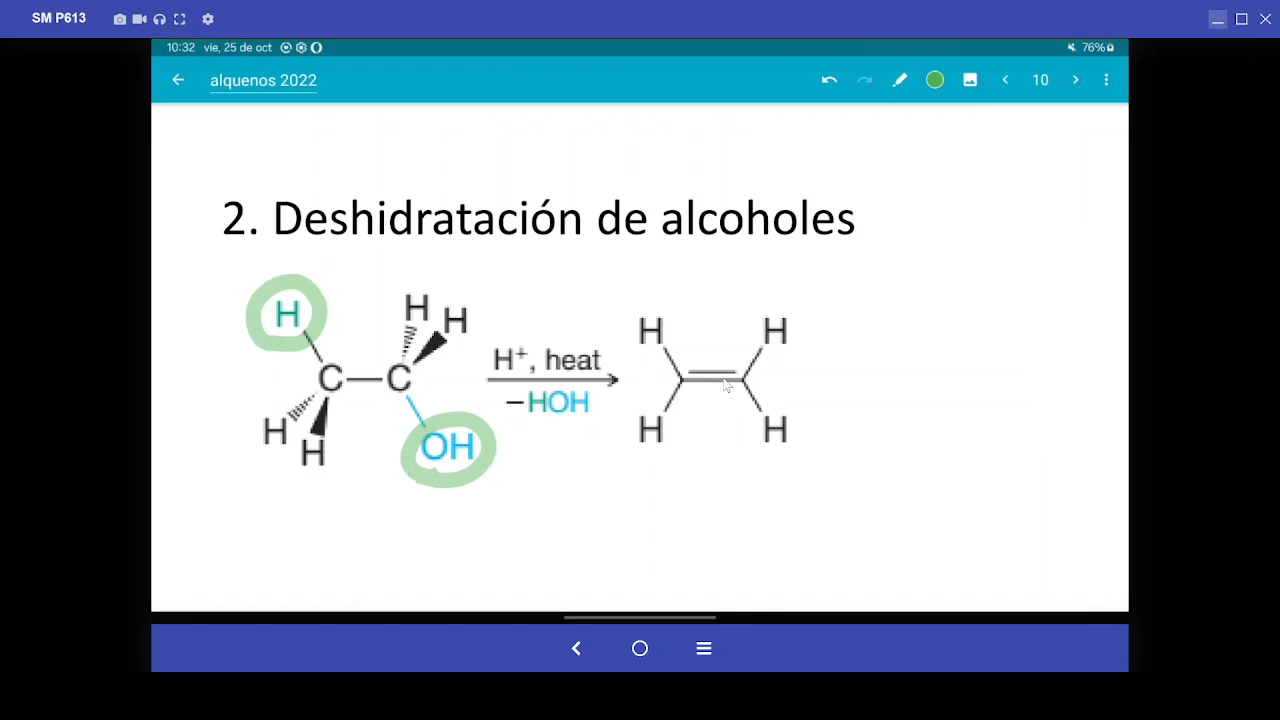 SM P613
10:32 vie, 25 de oct 76%
alquenos 2022 10
2. Deshidratación de alcoholes
H H H
C C
H H OH
H⁺, heat
−HOH
H H
H H